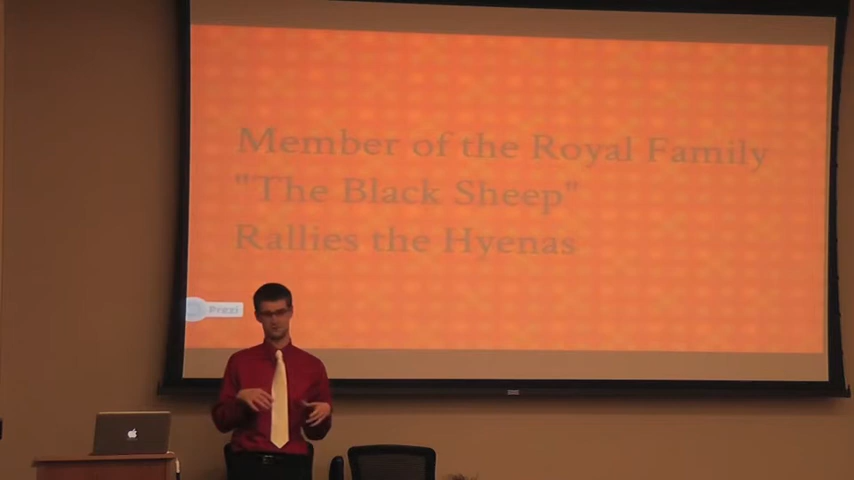 Member of the Royal Family
"The Black Sheep"
Rallies the Hyenas
Prezi